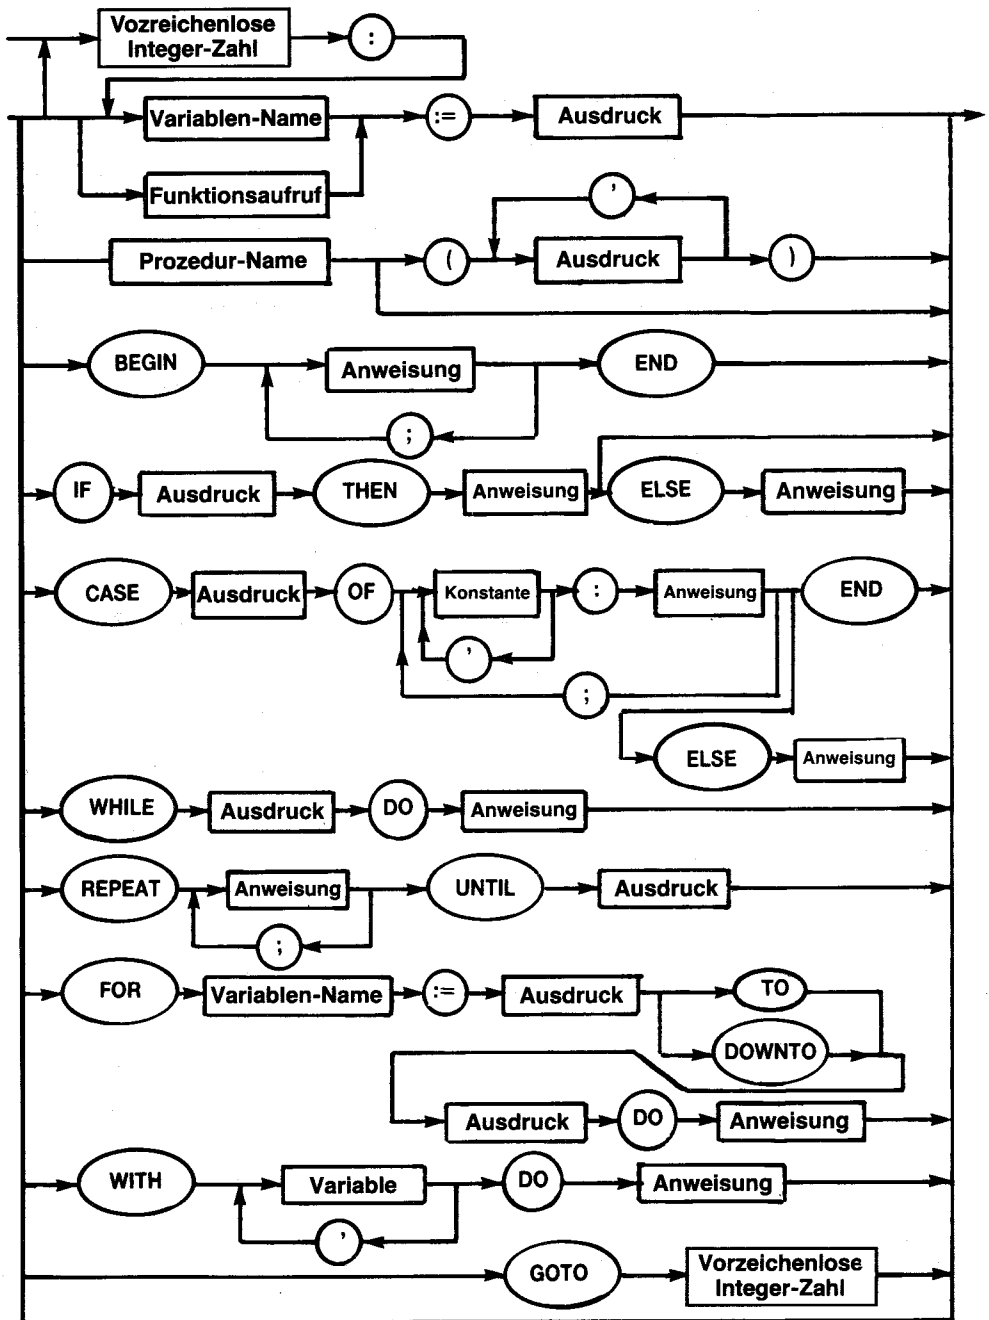 Vozreichenlose
Integer-Zahl :
Variablen-Name := Ausdruck
Funktionsaufruf
,
Prozedur-Name ( Ausdruck )
BEGIN Anweisung END
;
IF Ausdruck THEN Anweisung ELSE Anweisung
CASE Ausdruck OF Konstante : Anweisung END
,
;
ELSE Anweisung
WHILE Ausdruck DO Anweisung
REPEAT Anweisung UNTIL Ausdruck
;
FOR Variablen-Name := Ausdruck TO
DOWNTO
Ausdruck DO Anweisung
WITH Variable DO Anweisung
,
GOTO Vorzeichenlose
Integer-Zahl